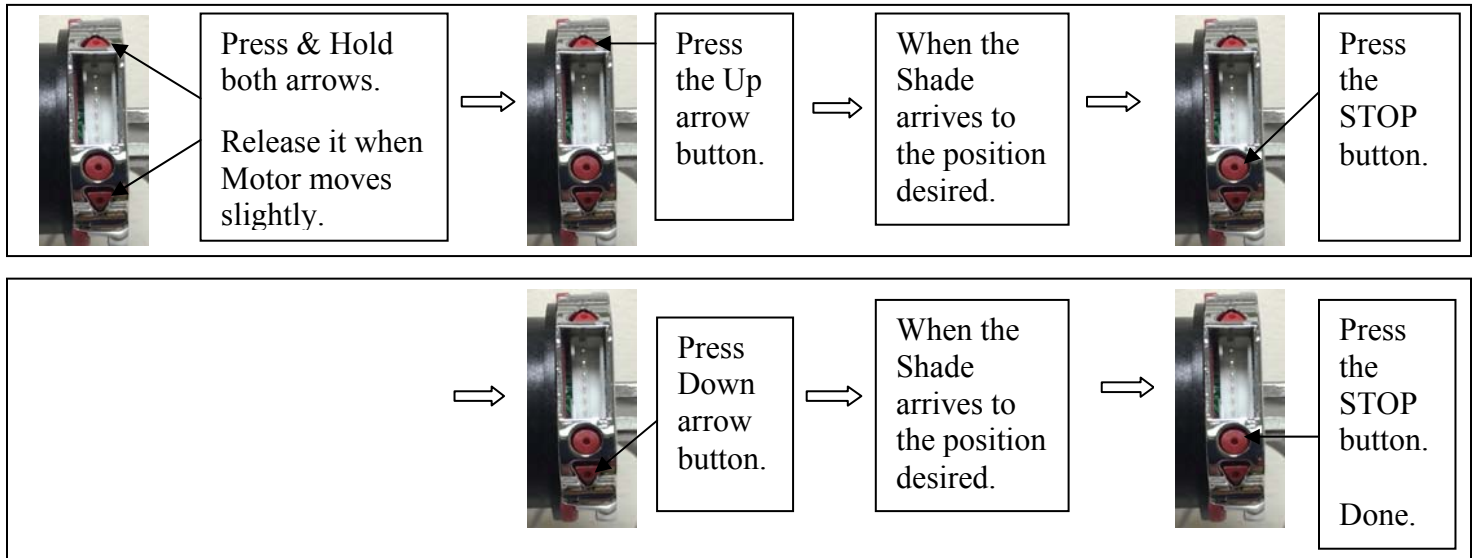 Press & Hold
both arrows.
Release it when
Motor moves
slightly.
Press
the Up
arrow
button.
When the
Shade
arrives to
the position
desired.
Press
the
STOP
button.
Press
Down
arrow
button.
When the
Shade
arrives to
the position
desired.
Press
the
STOP
button.
Done.